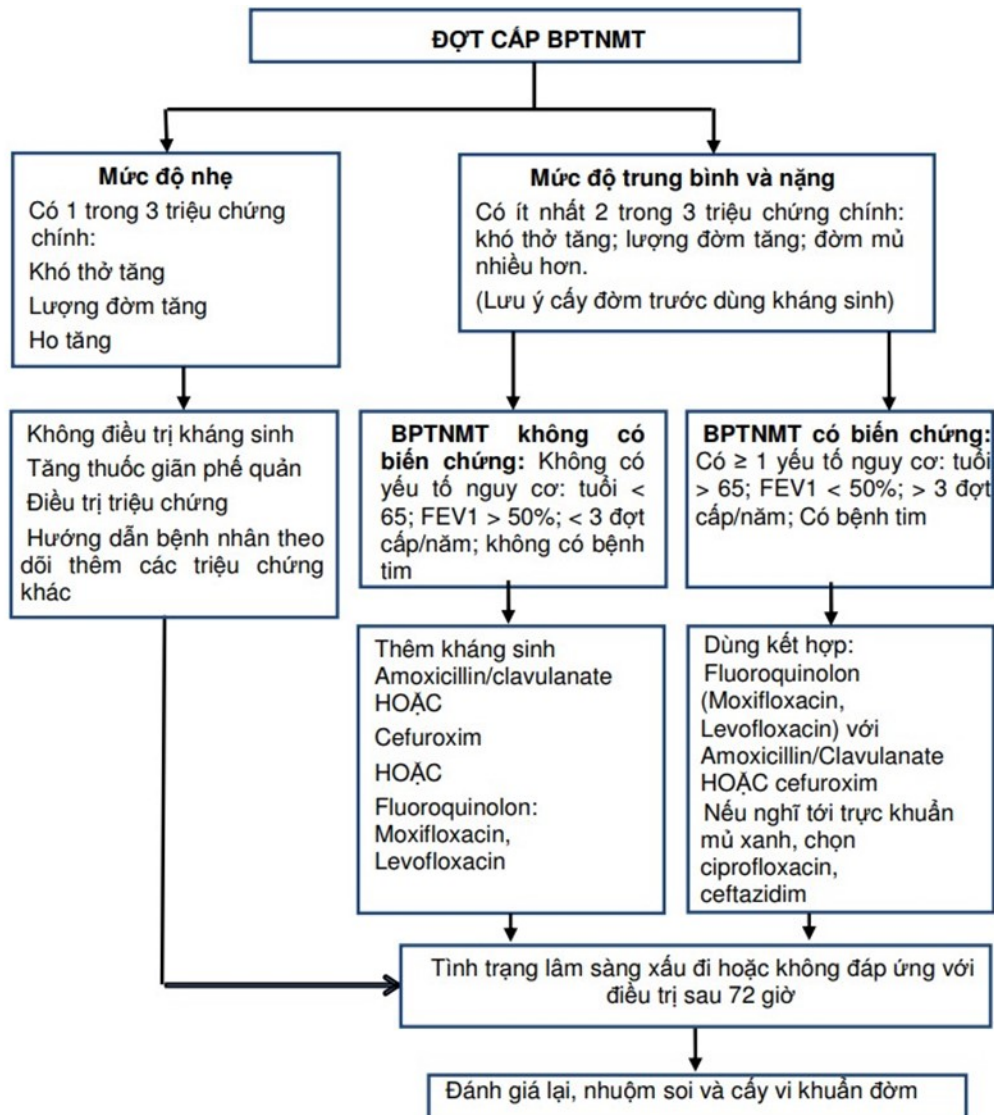 ĐỢT CẤP BPTNMT
Mức độ nhẹ
Có 1 trong 3 triệu chứng
chính:
Khó thở tăng
Lượng đờm tăng
Ho tăng
Mức độ trung bình và nặng
Có ít nhất 2 trong 3 triệu chứng chính:
khó thở tăng; lượng đờm tăng; đờm mủ
nhiều hơn.
(Lưu ý cấy đờm trước dùng kháng sinh)
Không điều trị kháng sinh
Tăng thuốc giãn phế quản
Điều trị triệu chứng
Hướng dẫn bệnh nhân theo
dõi thêm các triệu chứng
khác
BPTNMT không có
biến chứng: Không có
yếu tố nguy cơ: tuổi <
65; FEV1 > 50%; < 3 đợt
cấp/năm; không có bệnh
tim
BPTNMT có biến chứng:
Có ≥ 1 yếu tố nguy cơ: tuổi
> 65; FEV1 < 50%; > 3 đợt
cấp/năm; Có bệnh tim
Thêm kháng sinh
Amoxicillin/clavulanate
HOẶC
Cefuroxim
HOẶC
Fluoroquinolon:
Moxifloxacin,
Levofloxacin
Dùng kết hợp:
Fluoroquinolon
(Moxifloxacin,
Levofloxacin) với
Amoxicillin/Clavulanate
HOẶC cefuroxim
Nếu nghĩ tới trực khuẩn
mủ xanh, chọn
ciprofloxacin,
ceftazidim
Tình trạng lâm sàng xấu đi hoặc không đáp ứng với
điều trị sau 72 giờ
Đánh giá lại, nhuộm soi và cấy vi khuẩn đờm